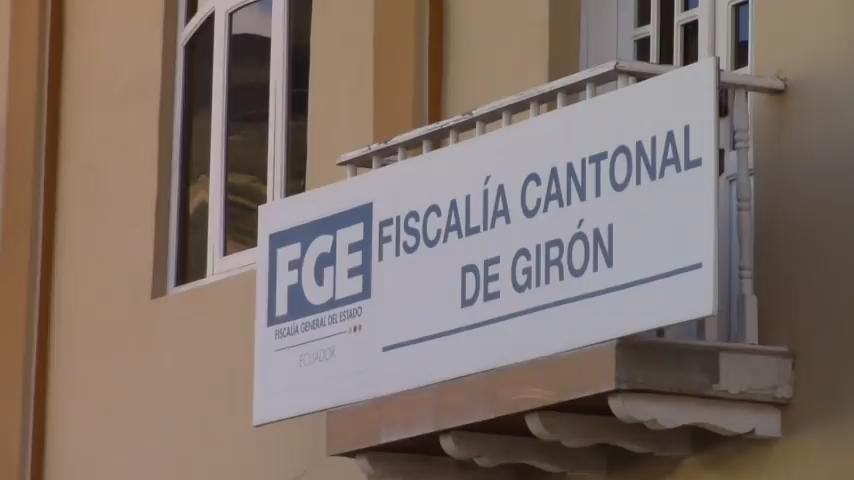 FGE
FISCALÍA GENERAL DEL ESTADO
ECUADOR
FISCALÍA CANTONAL
DE GIRÓN